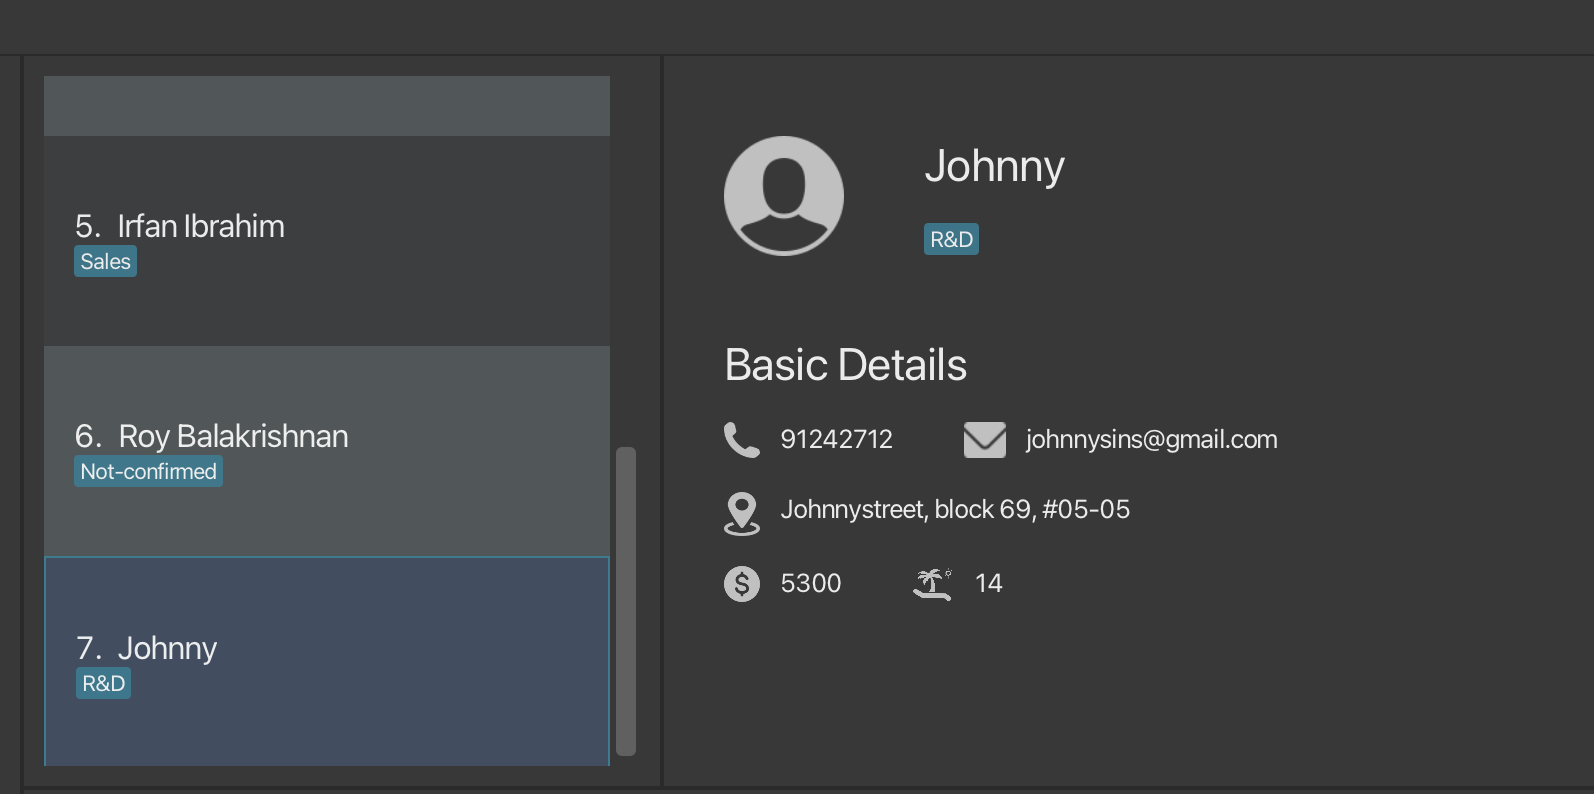 5. Irfan Ibrahim
Sales
6. Roy Balakrishnan
Not-confirmed
7. Johnny
R&D
Johnny
R&D
Basic Details
91242712 johnnysins@gmail.com
Johnnystreet, block 69, #05-05
$ 5300 14